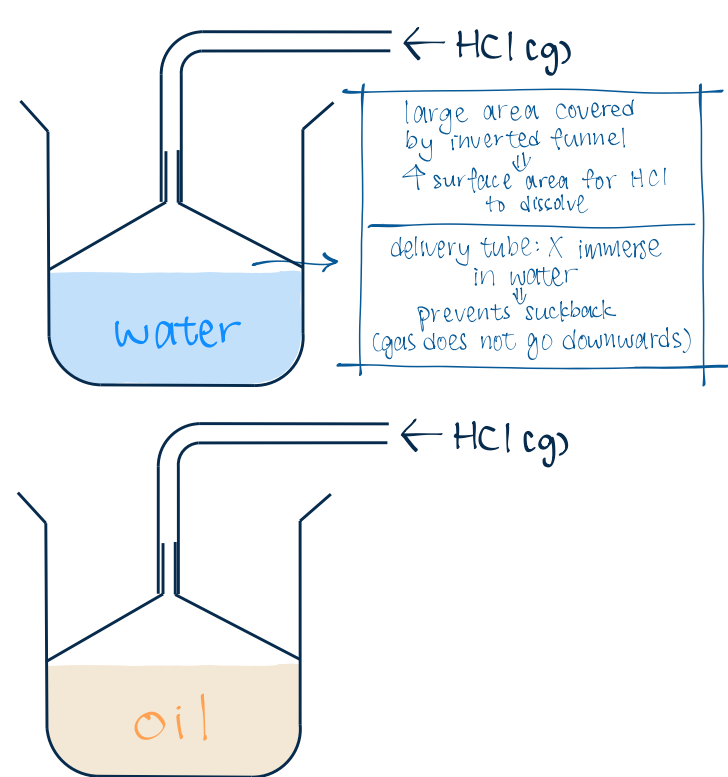 ← HCl (g)
large area covered
by inverted funnel
⇓
↑ surface area for HCl
to dissolve
delivery tube: X immerse
in water
⇓
prevents suckback
(gas does not go downwards)
water
← HCl (g)
oil